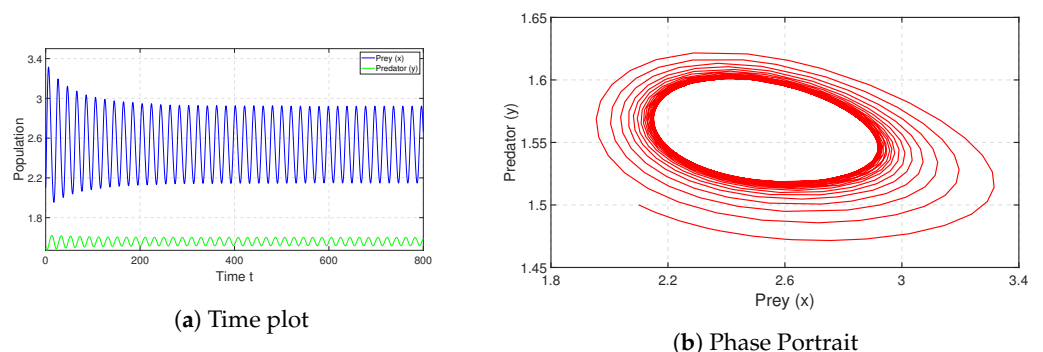 3.4
3
2.6
2.2
1.8
Population
0 200 400 600 800
Time t
Prey (x)
Predator (y)
(a) Time plot
1.65
1.6
1.55
1.5
1.45
Predator (y)
1.8 2.2 2.6 3 3.4
Prey (x)
(b) Phase Portrait